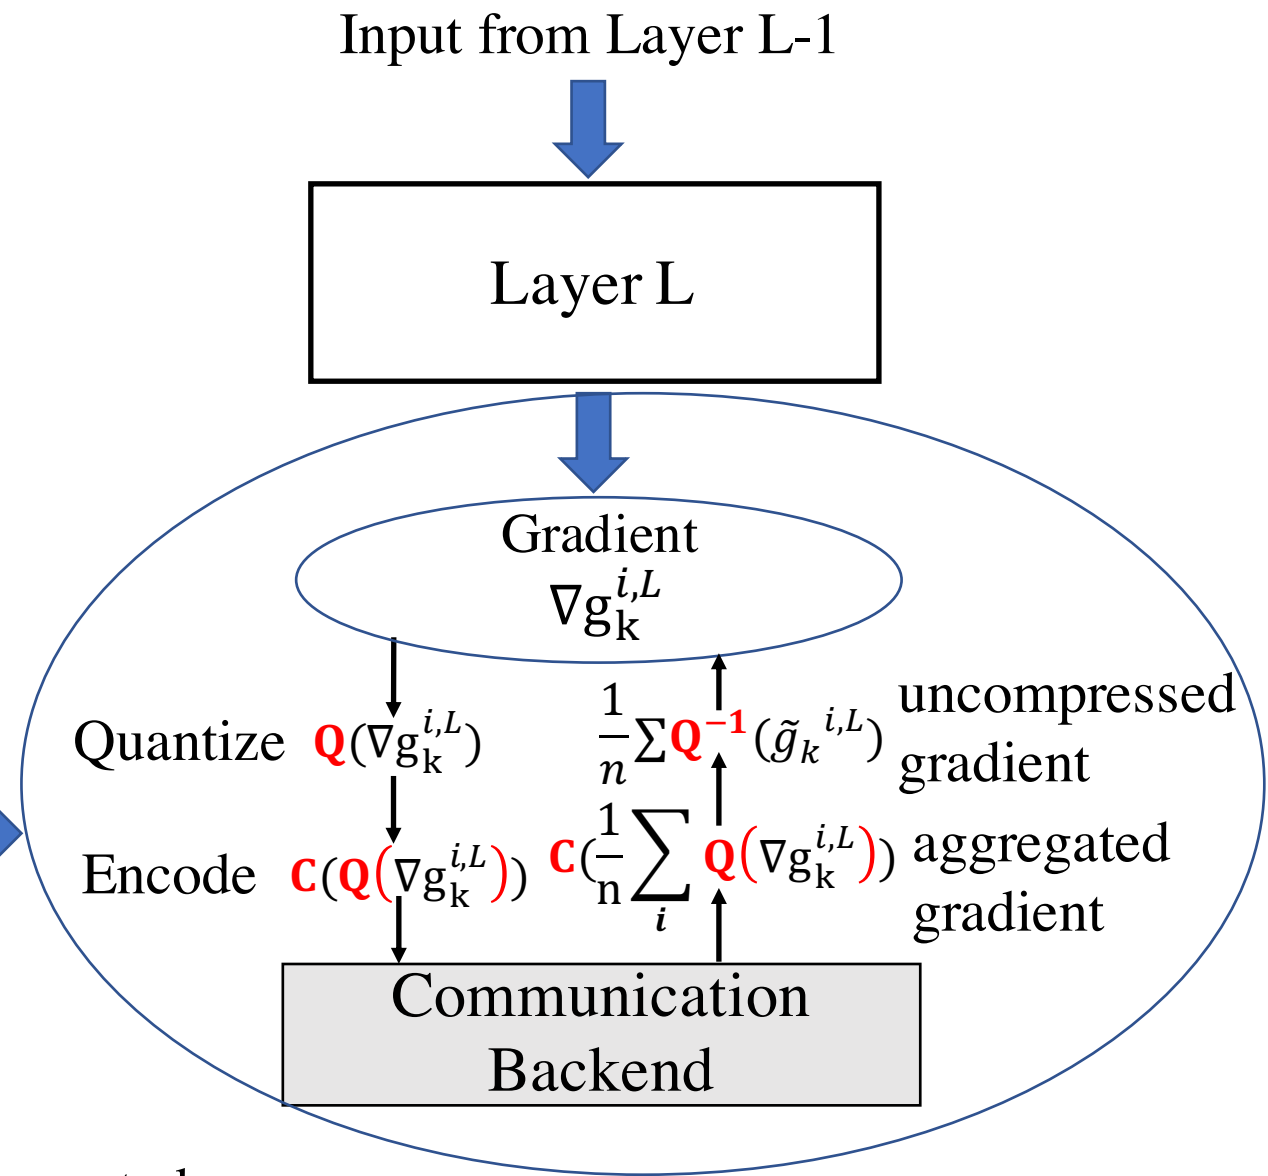 Input from Layer L-1
Layer L
Gradient
∇g_k^{i,L}
Quantize Q(∇g_k^{i,L})
1/n ∑Q^{-1}(g̃_k^{i,L}) uncompressed
gradient
Encode C(Q(∇g_k^{i,L}))
C(1/n ∑_i Q(∇g_k^{i,L})) aggregated
gradient
Communication
Backend